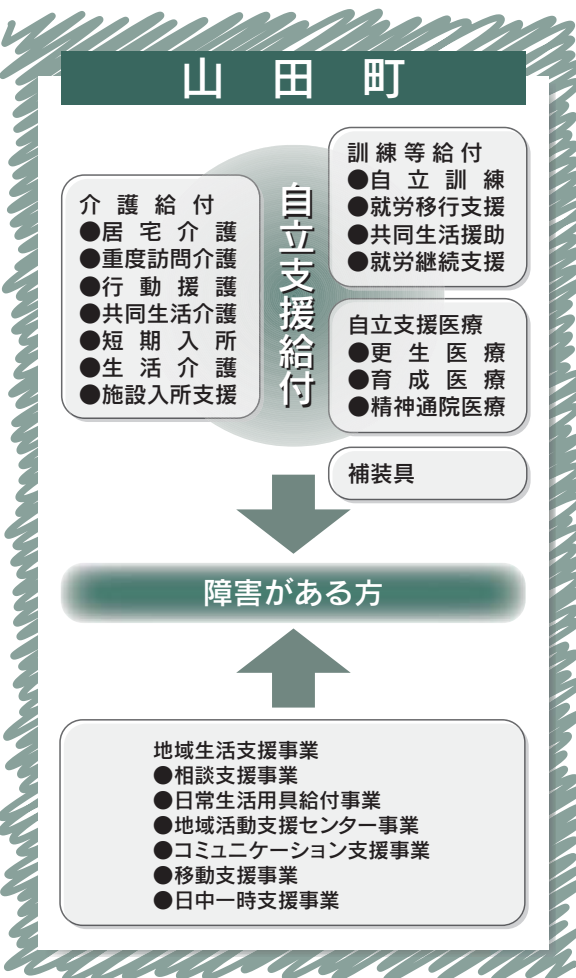 山田町
自立支援給付
介護給付
●居宅介護
●重度訪問介護
●行動援護
●共同生活介護
●短期入所
●生活介護
●施設入所支援
訓練等給付
●自立訓練
●就労移行支援
●共同生活援助
●就労継続支援
自立支援医療
●更生医療
●育成医療
●精神通院医療
補装具
障害がある方
地域生活支援事業
●相談支援事業
●日常生活用具給付事業
●地域活動支援センター事業
●コミュニケーション支援事業
●移動支援事業
●日中一時支援事業